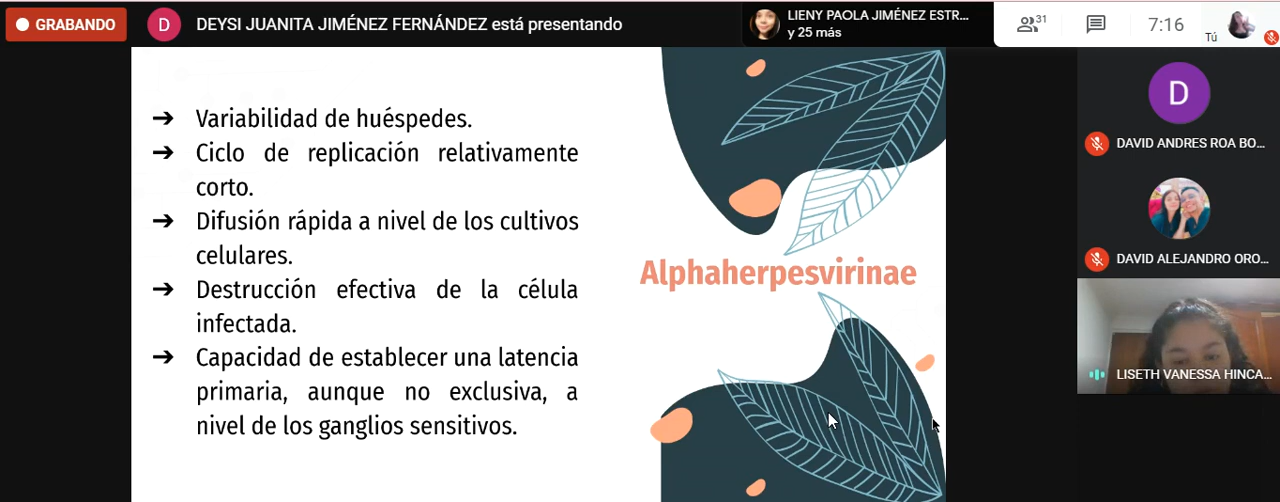 GRABANDO
D
DEYSI JUANITA JIMÉNEZ FERNÁNDEZ está presentando
LIENY PAOLA JIMÉNEZ ESTR...
y 25 más
31
7:16
Tú
➔ Variabilidad de huéspedes.
➔ Ciclo de replicación relativamente
corto.
➔ Difusión rápida a nivel de los cultivos
celulares.
➔ Destrucción efectiva de la célula
infectada.
➔ Capacidad de establecer una latencia
primaria, aunque no exclusiva, a
nivel de los ganglios sensitivos.
Alphaherpesvirinae
D
DAVID ANDRES ROA BO...
DAVID ALEJANDRO ORO...
LISETH VANESSA HINCA...